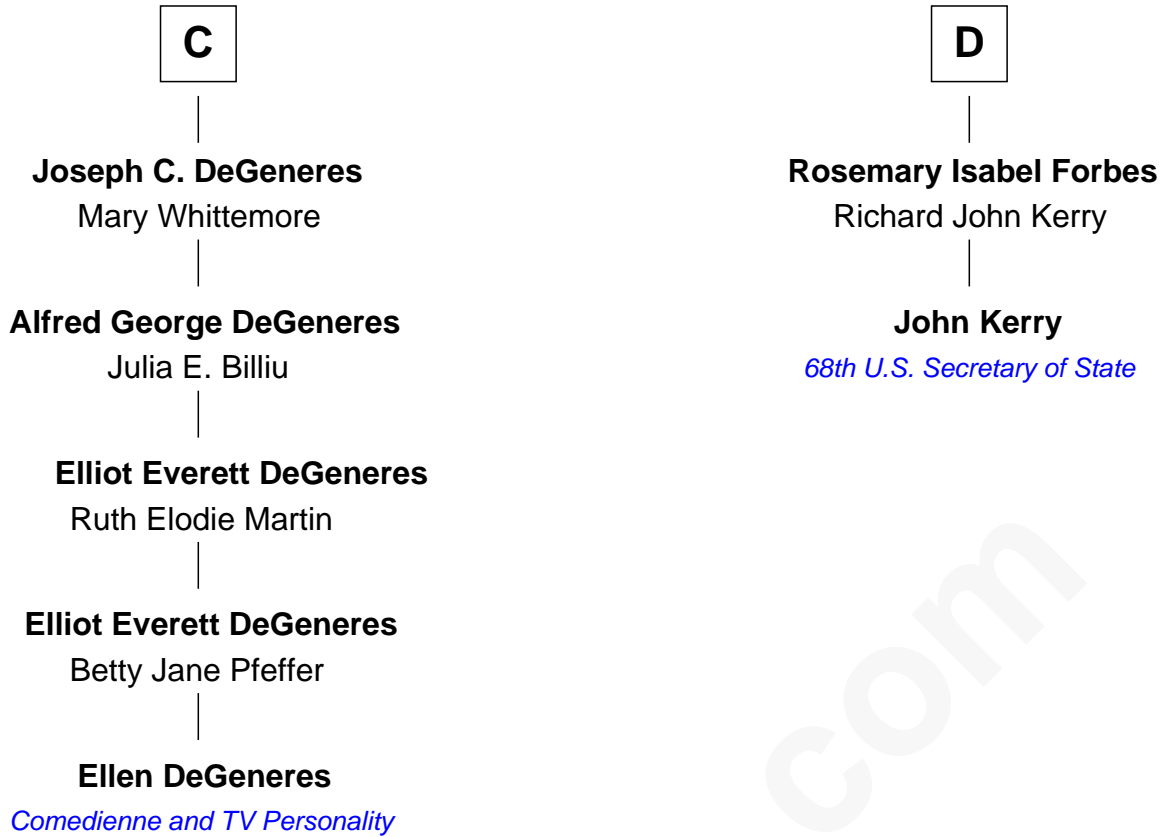 C
Joseph C. DeGeneres
Mary Whittemore
Alfred George DeGeneres
Julia E. Billiu
Elliot Everett DeGeneres
Ruth Elodie Martin
Elliot Everett DeGeneres
Betty Jane Pfeffer
Ellen DeGeneres
Comedienne and TV Personality
D
Rosemary Isabel Forbes
Richard John Kerry
John Kerry
68th U.S. Secretary of State
com